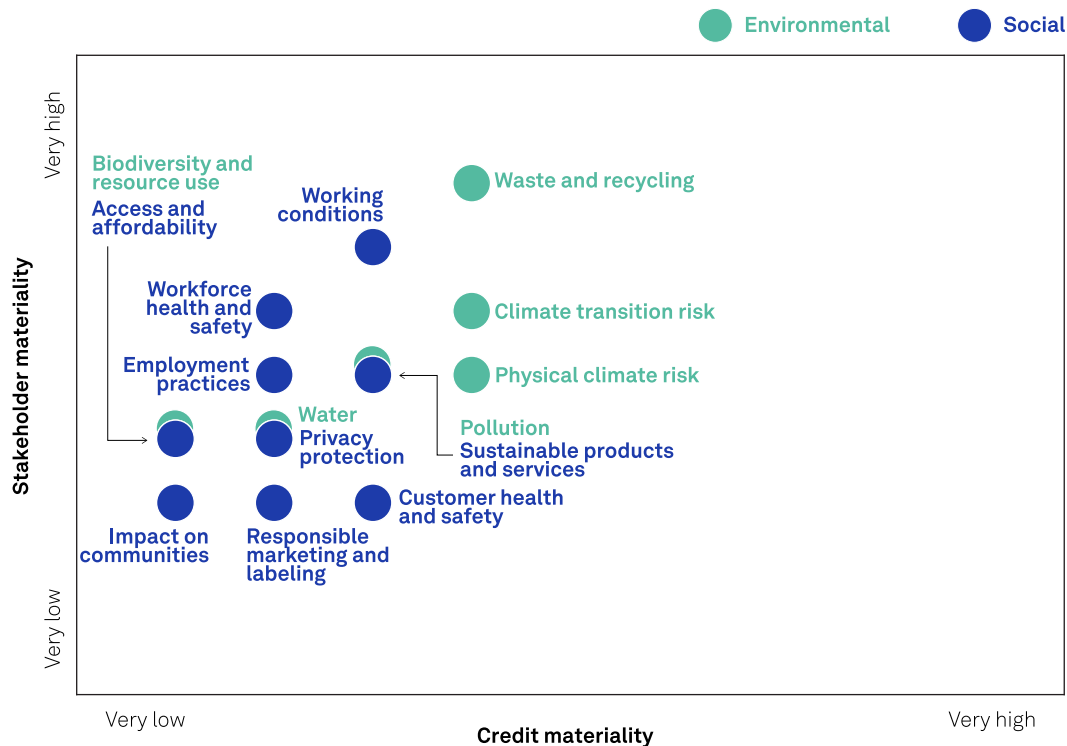 Environmental
Social
Very high
Stakeholder materiality
Very low
Biodiversity and
resource use
Access and
affordability
Working
conditions
Waste and recycling
Workforce
health and
safety
Climate transition risk
Employment
practices
Physical climate risk
Water
Privacy
protection
Pollution
Sustainable products
and services
Customer health
and safety
Impact on
communities
Responsible
marketing and
labeling
Very low
Credit materiality
Very high